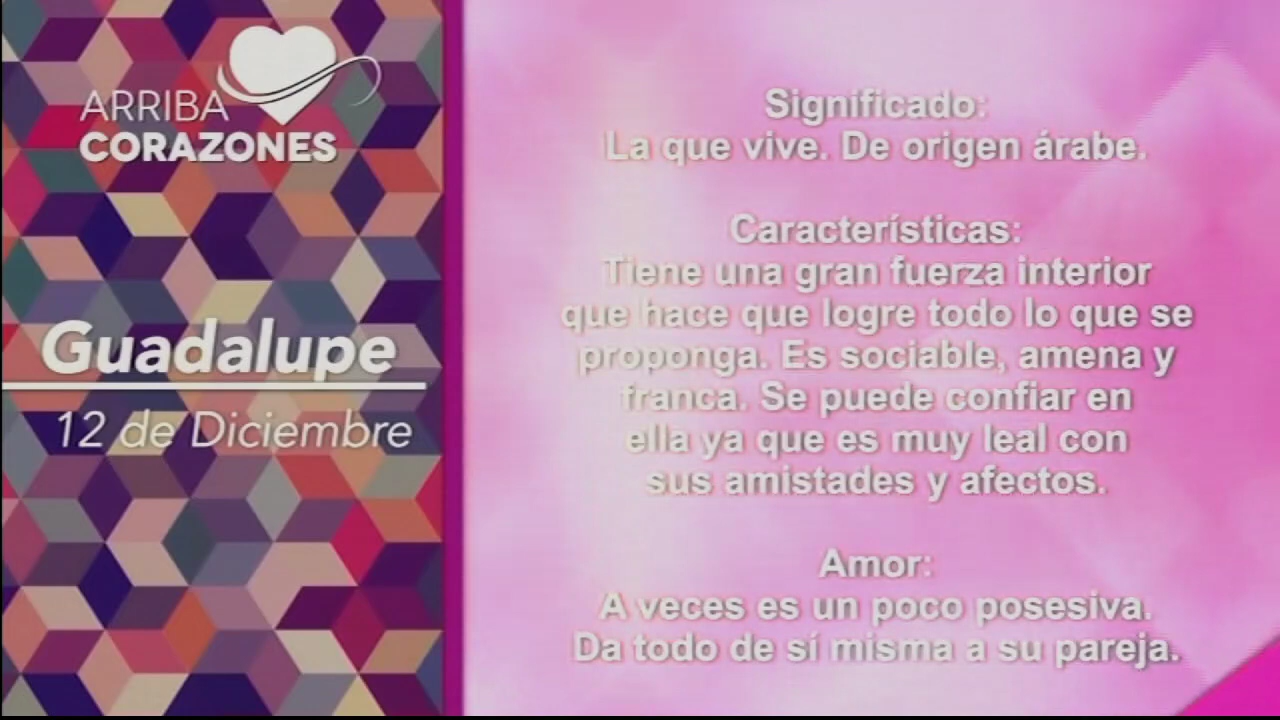 ARRIBA
CORAZONES
Guadalupe
12 de Diciembre
Significado:
La que vive. De origen árabe.
Características:
Tiene una gran fuerza interior
que hace que logre todo lo que se
proponga. Es sociable, amena y
franca. Se puede confiar en
ella ya que es muy leal con
sus amistades y afectos.
Amor:
A veces es un poco posesiva.
Da todo de sí misma a su pareja.